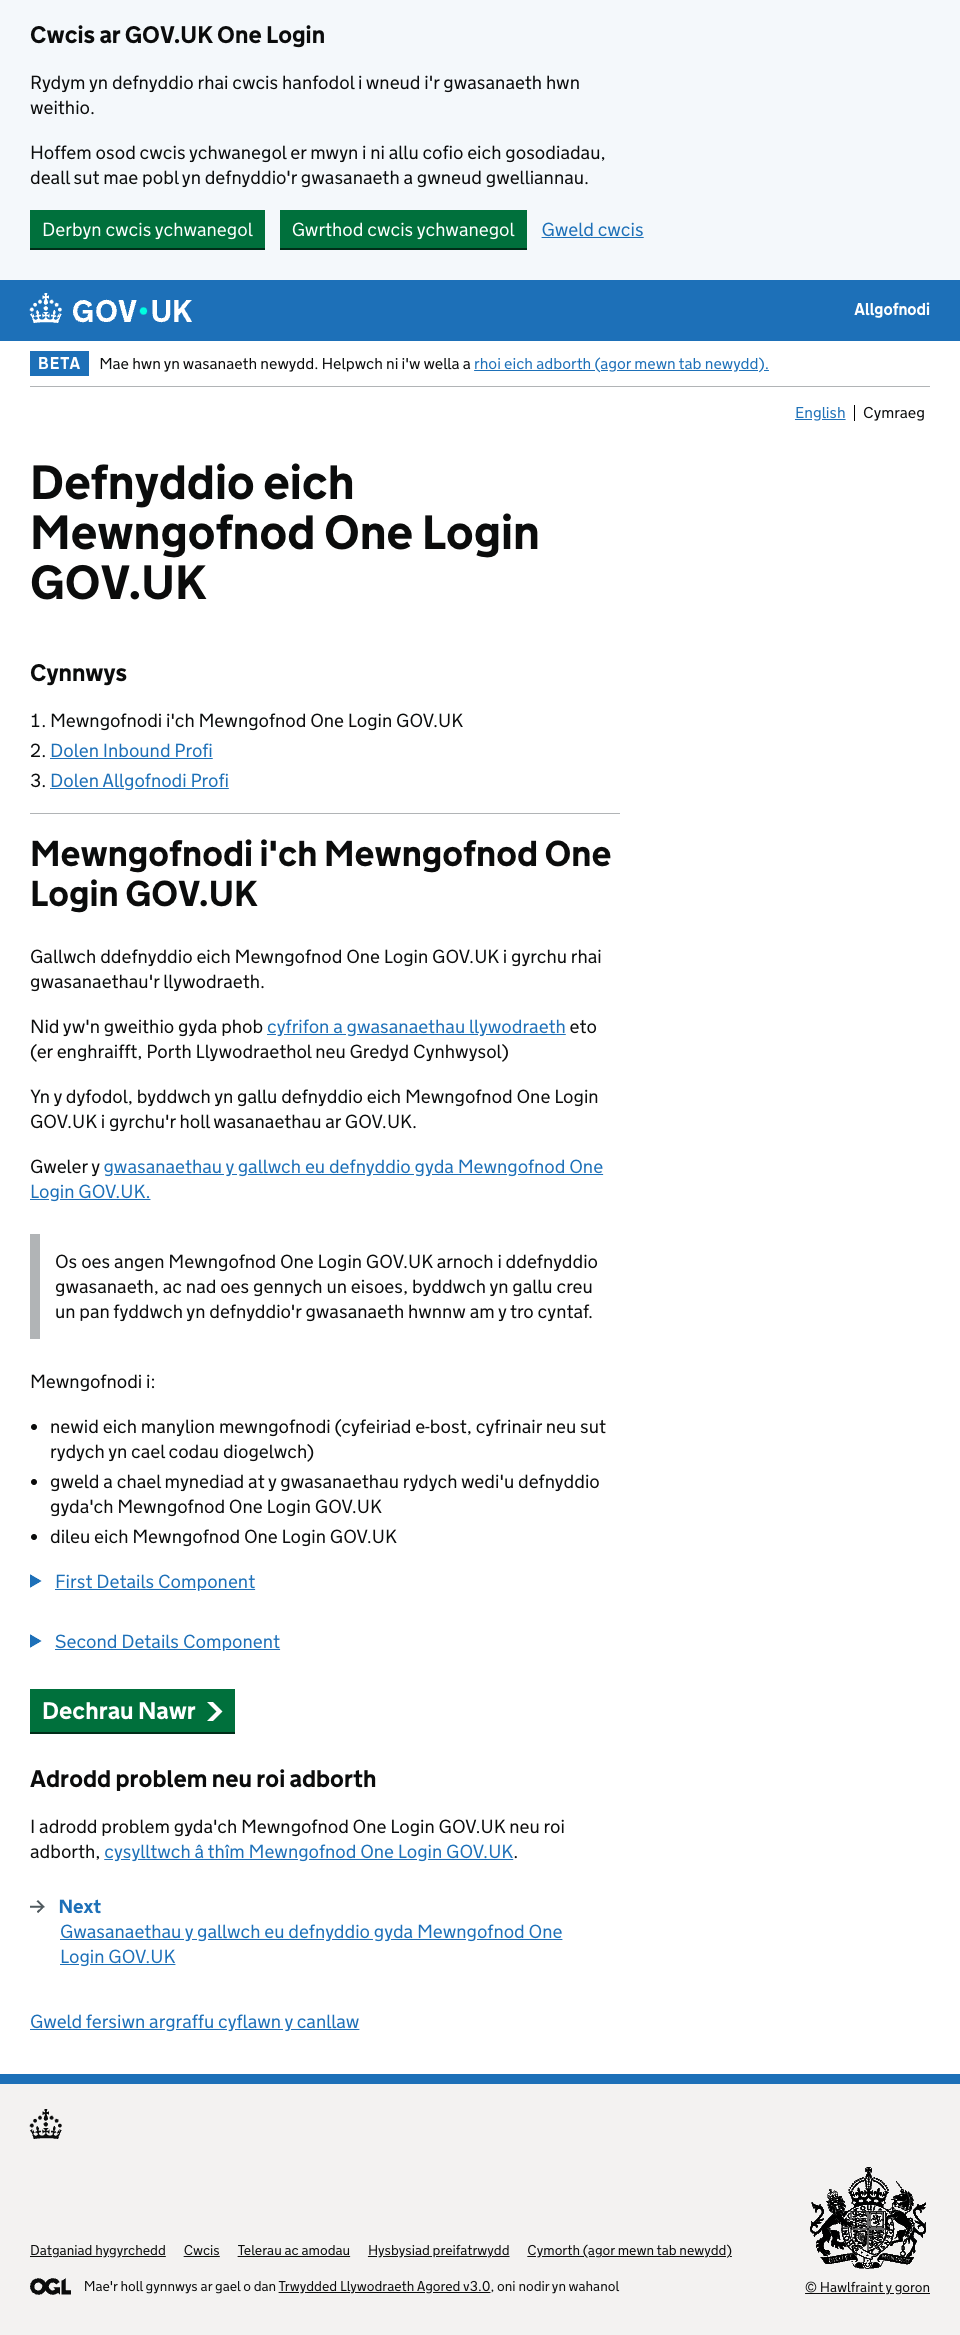 Cwcis ar GOV.UK One Login
Rydym yn defnyddio rhai cwcis hanfodol i wneud i'r gwasanaeth hwn
weithio.
Hoffem osod cwcis ychwanegol er mwyn i ni allu cofio eich gosodiadau,
deall sut mae pobl yn defnyddio'r gwasanaeth a gwneud gwelliannau.
Derbyn cwcis ychwanegol Gwrthod cwcis ychwanegol Gweld cwcis
GOV.UK Allgofnodi
BETA Mae hwn yn wasanaeth newydd. Helpwch ni i'w wella a rhoi eich adborth (agor mewn tab newydd).
English Cymraeg
Defnyddio eich
Mewngofnod One Login
GOV.UK
Cynnwys
1. Mewngofnodi i'ch Mewngofnod One Login GOV.UK
2. Dolen Inbound Profi
3. Dolen Allgofnodi Profi
Mewngofnodi i'ch Mewngofnod One
Login GOV.UK
Gallwch ddefnyddio eich Mewngofnod One Login GOV.UK i gyrchu rhai
gwasanaethau'r llywodraeth.
Nid yw'n gweithio gyda phob cyfrifon a gwasanaethau llywodraeth eto
(er enghraifft, Porth Llywodraethol neu Gredyd Cynhwysol)
Yn y dyfodol, byddwch yn gallu defnyddio eich Mewngofnod One Login
GOV.UK i gyrchu'r holl wasanaethau ar GOV.UK.
Gweler y gwasanaethau y gallwch eu defnyddio gyda Mewngofnod One
Login GOV.UK.
Os oes angen Mewngofnod One Login GOV.UK arnoch i ddefnyddio
gwasanaeth, ac nad oes gennych un eisoes, byddwch yn gallu creu
un pan fyddwch yn defnyddio'r gwasanaeth hwnnw am y tro cyntaf.
Mewngofnodi i:
• newid eich manylion mewngofnodi (cyfeiriad e-bost, cyfrinair neu sut
rydych yn cael codau diogelwch)
• gweld a chael mynediad at y gwasanaethau rydych wedi'u defnyddio
gyda'ch Mewngofnod One Login GOV.UK
• dileu eich Mewngofnod One Login GOV.UK
First Details Component
Second Details Component
Dechrau Nawr
Adrodd problem neu roi adborth
I adrodd problem gyda'ch Mewngofnod One Login GOV.UK neu roi
adborth, cysylltwch â thîm Mewngofnod One Login GOV.UK.
Next
Gwasanaethau y gallwch eu defnyddio gyda Mewngofnod One
Login GOV.UK
Gweld fersiwn argraffu cyflawn y canllaw
Datganiad hygyrchedd Cwcis Telerau ac amodau Hysbysiad preifatrwydd Cymorth (agor mewn tab newydd)
OGL Mae'r holl gynnwys ar gael o dan Trwydded Llywodraeth Agored v3.0, oni nodir yn wahanol
© Hawlfraint y goron